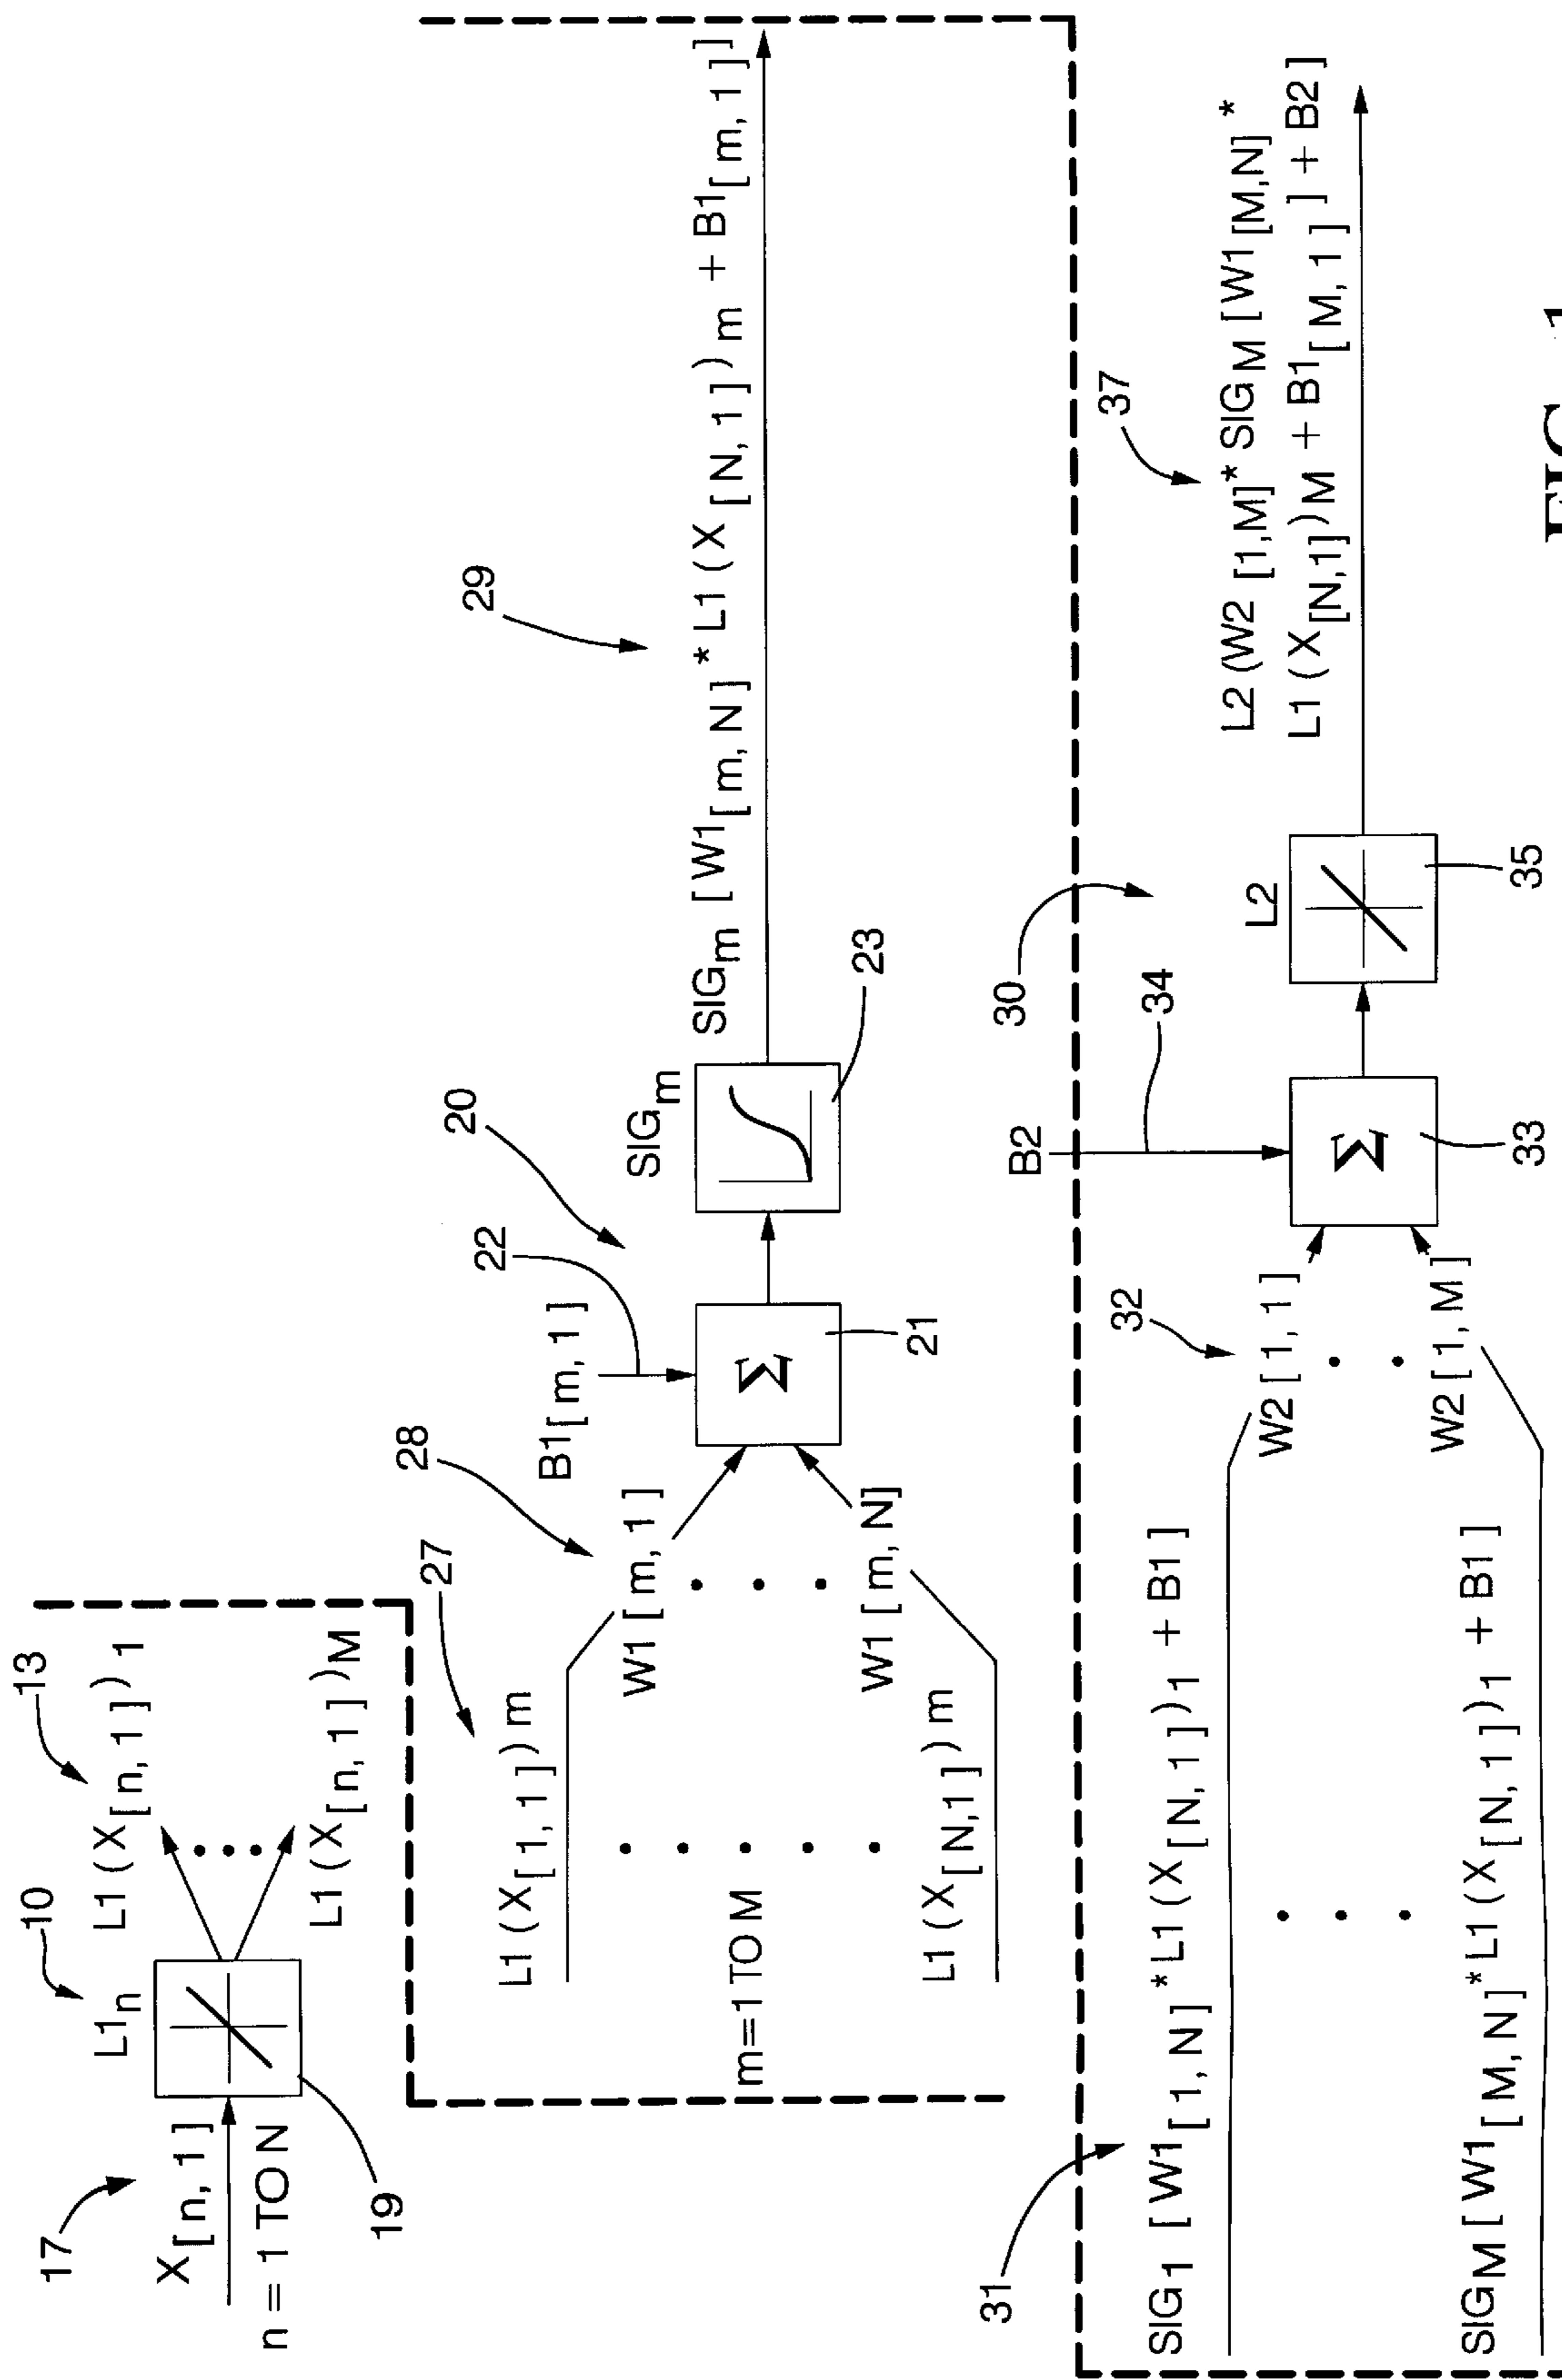 17
X[n, 1]
n = 1 TO N
19
L1n
10
13
L1 (X[n, 1])1
L1 (X[n, 1])M
27
L1 (X[1, 1])m
m=1 TO M
L1 (X[N,1])m
28
W1 [m, 1]
W1 [m, N]
B1[m, 1]
22
20
Σ
21
SIGm
23
29
SIGm [W1[m, N]*L1 (X[N, 1])m + B1[m, 1]]
31
SIG1 [W1[1, N]*L1 (X[N, 1])1 + B1]
SIGM [W1[M, N]*L1 (X[N, 1])1 + B1]
32
W2 [1, 1]
W2 [1, M]
B2
34
30
Σ
33
L2
35
37
L2 (W2 [1,M]*SIGM [W1[M,N]*
L1 (X[N,1])M + B1[M, 1] ] + B2]
FIG. 1